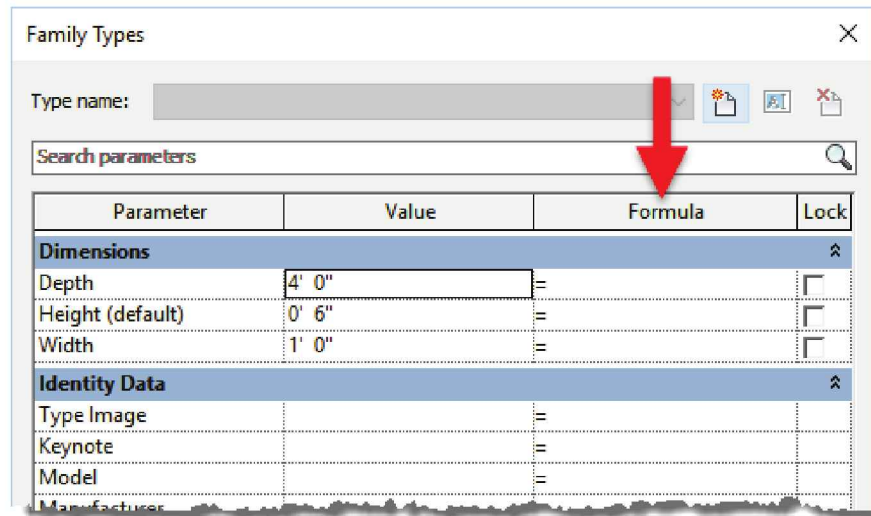 Family Types
Type name:
Search parameters
Parameter Value Formula Lock
Dimensions
Depth 4' 0" =
Height (default) 0' 6" =
Width 1' 0" =
Identity Data
Type Image =
Keynote =
Model =
Manufacturer